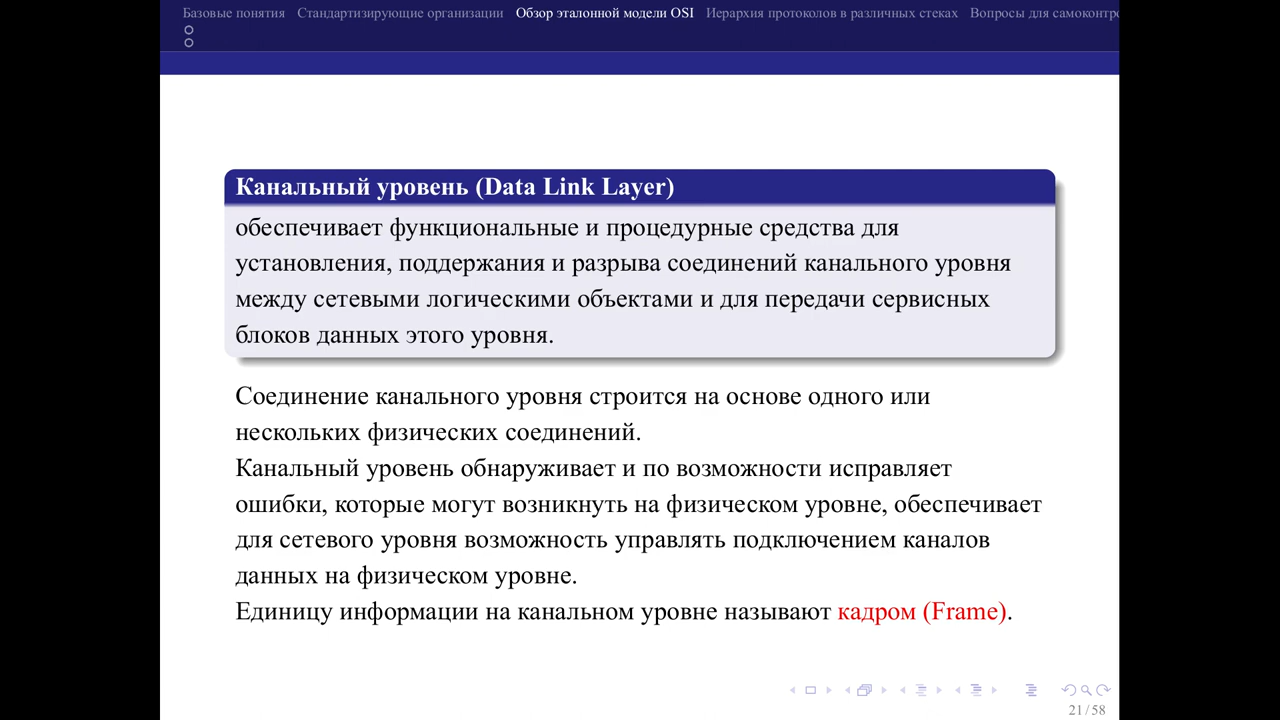 Базовые понятия Стандартизирующие организации Обзор эталонной модели OSI Иерархия протоколов в различных стеках Вопросы для самоконтро
Канальный уровень (Data Link Layer)
обеспечивает функциональные и процедурные средства для
установления, поддержания и разрыва соединений канального уровня
между сетевыми логическими объектами и для передачи сервисных
блоков данных этого уровня.
Соединение канального уровня строится на основе одного или
нескольких физических соединений.
Канальный уровень обнаруживает и по возможности исправляет
ошибки, которые могут возникнуть на физическом уровне, обеспечивает
для сетевого уровня возможность управлять подключением каналов
данных на физическом уровне.
Единицу информации на канальном уровне называют кадром (Frame).
21 / 58